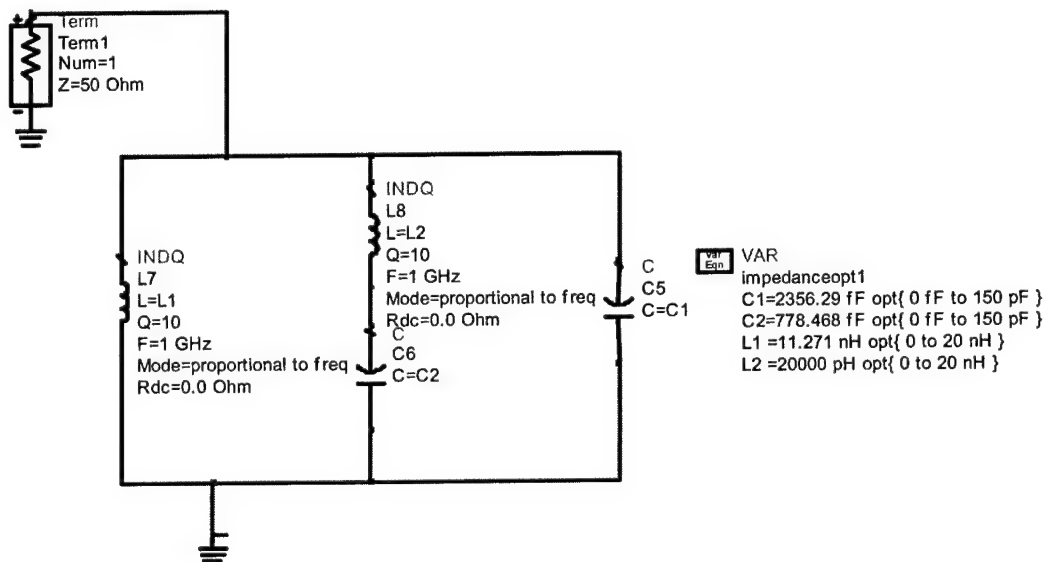 Term
Term1
Num=1
Z=50 Ohm
INDQ
L7
L=L1
Q=10
F=1 GHz
Mode=proportional to freq
Rdc=0.0 Ohm
INDQ
L8
L=L2
Q=10
F=1 GHz
Mode=proportional to freq
Rdc=0.0 Ohm
C
C6
C=C2
C
C5
C=C1
Var
Eqn
VAR
impedanceopt1
C1=2356.29 fF opt{ 0 fF to 150 pF }
C2=778.468 fF opt{ 0 fF to 150 pF }
L1 =11.271 nH opt{ 0 to 20 nH }
L2 =20000 pH opt{ 0 to 20 nH }